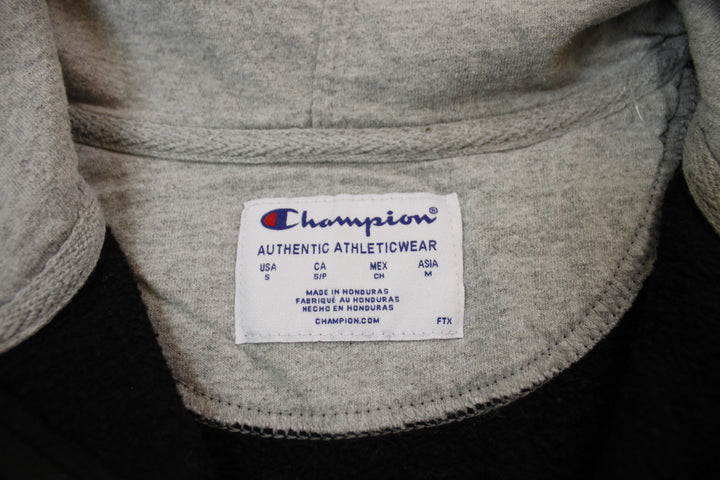 Champion®
AUTHENTIC ATHLETICWEAR
USA CA MEX ASIA
S S/P CH M
MADE IN HONDURAS
FABRIQUÉ AU HONDURAS
HECHO EN HONDURAS
CHAMPION.COM FTX